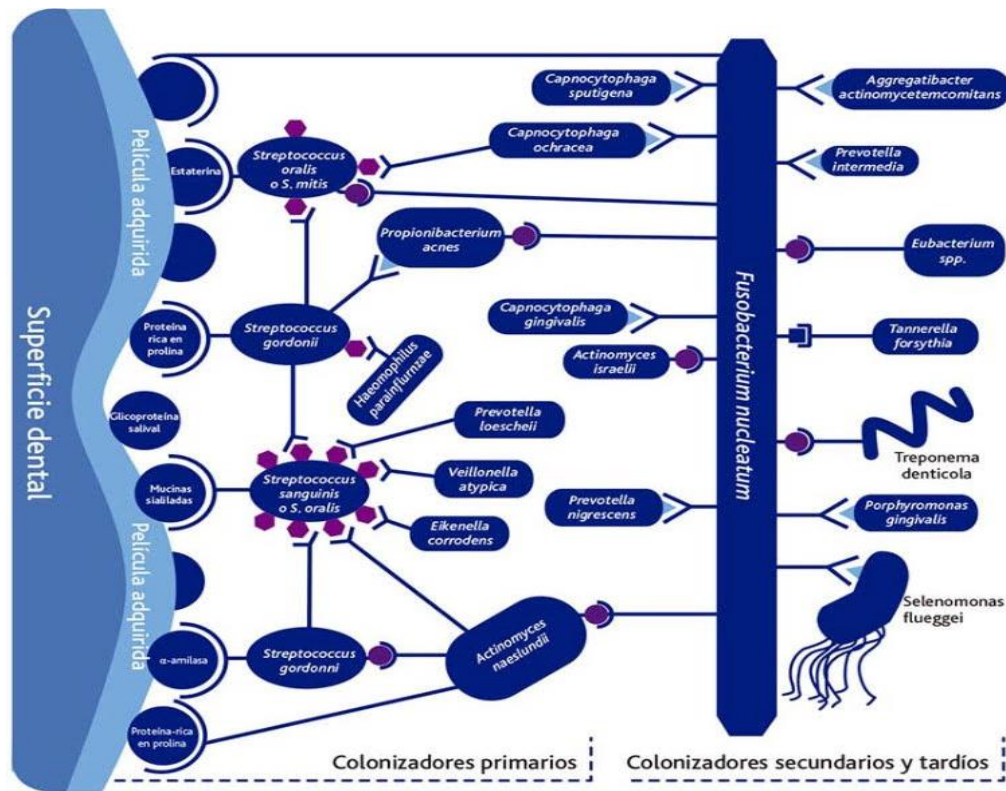 Superficie dental
Película adquirida
Película adquirida
Estaterina
Proteína
rica en
prolina
Glicoproteína
salival
Mucinas
sialiladas
α-amilasa
Proteína-rica
en prolina
Streptococcus
oralis
o S. mitis
Streptococcus
gordonii
Streptococcus
sanguinis
o S. oralis
Streptococcus
gordonni
Propionibacterium
acnes
Haeomophilus
parainflurnzae
Prevotella
loescheii
Veillonella
atypica
Eikenella
corrodens
Actinomyces
naeslundii
Capnocytophaga
sputigena
Capnocytophaga
ochracea
Capnocytophaga
gingivalis
Actinomyces
israelii
Prevotella
nigrescens
Fusobacterium nucleatum
Aggregatibacter
actinomycetemcomitans
Prevotella
intermedia
Eubacterium
spp.
Tannerella
forsythia
Treponema
denticola
Porphyromonas
gingivalis
Selenomonas
flueggei
Colonizadores primarios
Colonizadores secundarios y tardíos